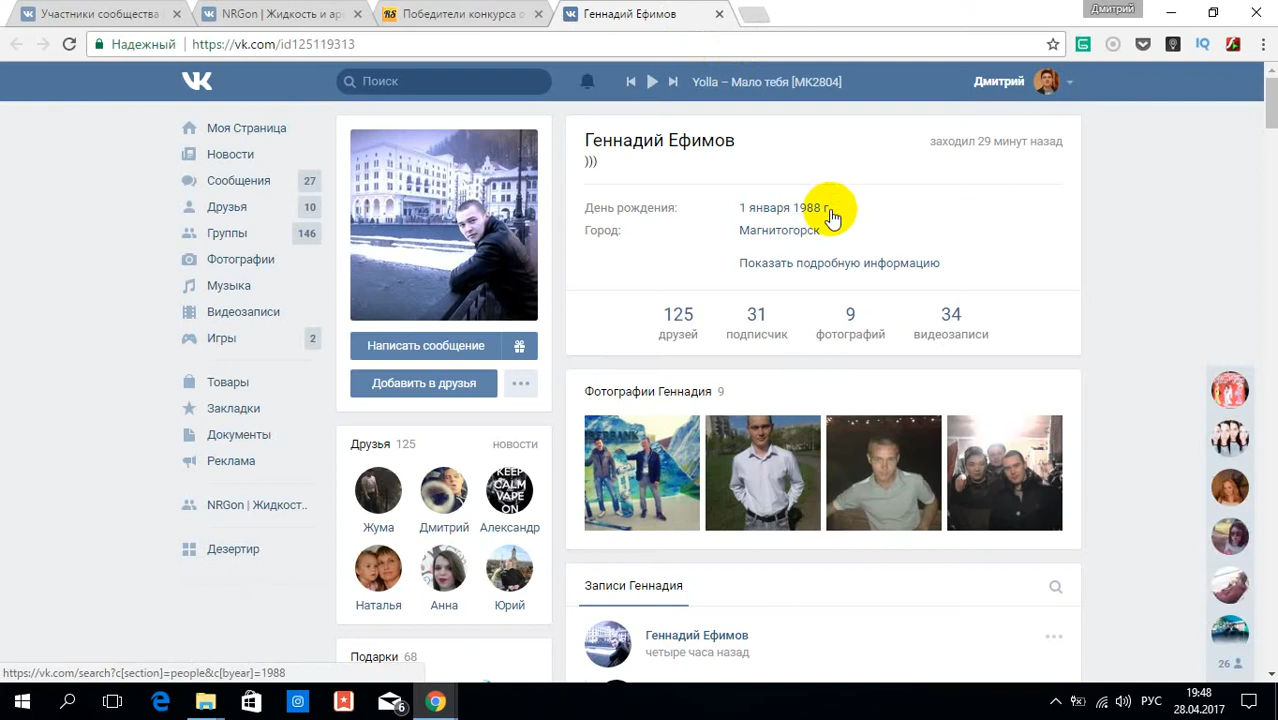 Участники сообщества
NRGon | Жидкость и ар
RS Победители конкурса о
Геннадий Ефимов
Дмитрий
Надежный
https://vk.com/id125119313
Поиск
Yolla – Мало тебя [MK2804]
Дмитрий
Моя Страница
Новости
Сообщения 27
Друзья 10
Группы 146
Фотографии
Музыка
Видеозаписи
Игры 2
Товары
Закладки
Документы
Реклама
NRGon | Жидкост..
Дезертир
Написать сообщение
Добавить в друзья
Друзья 125
новости
KEEP
CALM
VAPE
ON
Жума
Дмитрий
Александр
Наталья
Анна
Юрий
Подарки 68
Геннадий Ефимов
заходил 29 минут назад
)))
День рождения: 1 января 1988 г.
Город: Магнитогорск
Показать подробную информацию
125 друзей
31 подписчик
9 фотографий
34 видеозаписи
Фотографии Геннадия 9
Записи Геннадия
Геннадий Ефимов
четыре часа назад
26
https://vk.com/search?c[section]=people&c[byear]=1988
6
РУС
19:48
28.04.2017